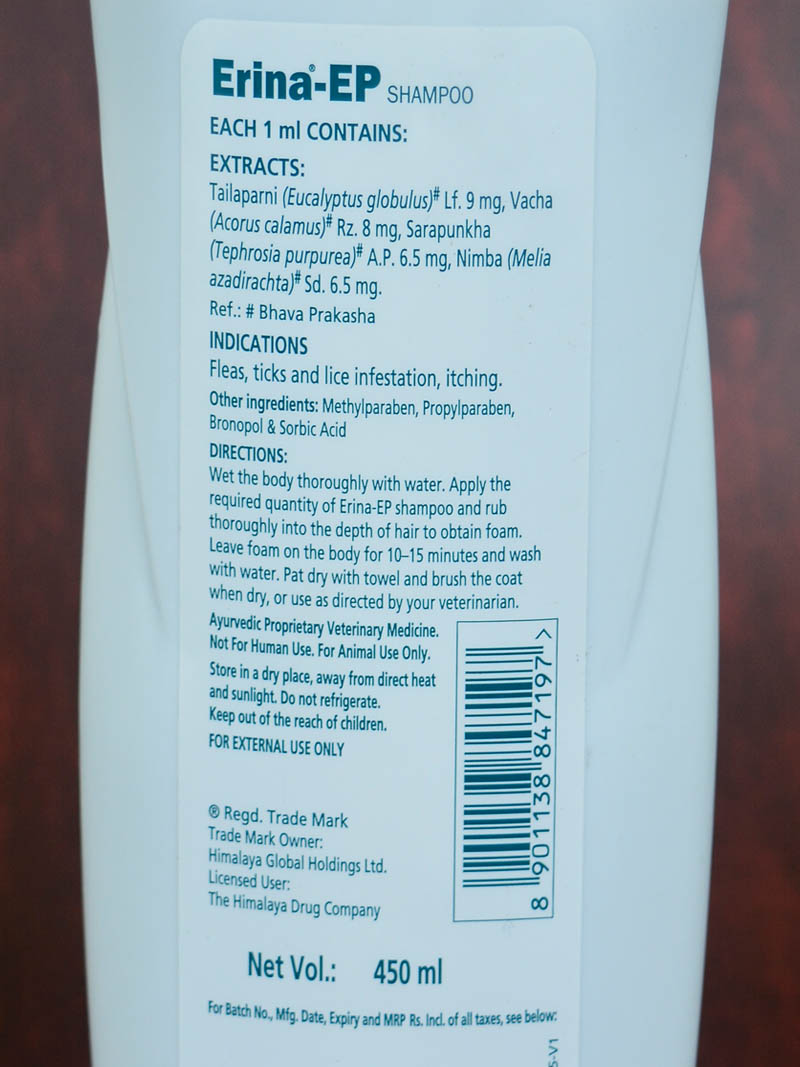 Erina®-EP SHAMPOO
EACH 1 ml CONTAINS:
EXTRACTS:
Tailaparni (Eucalyptus globulus)# Lf. 9 mg, Vacha
(Acorus calamus)# Rz. 8 mg, Sarapunkha
(Tephrosia purpurea)# A.P. 6.5 mg, Nimba (Melia
azadirachta)# Sd. 6.5 mg.
Ref.: # Bhava Prakasha
INDICATIONS
Fleas, ticks and lice infestation, itching.
Other ingredients: Methylparaben, Propylparaben,
Bronopol & Sorbic Acid
DIRECTIONS:
Wet the body thoroughly with water. Apply the
required quantity of Erina-EP shampoo and rub
thoroughly into the depth of hair to obtain foam.
Leave foam on the body for 10–15 minutes and wash
with water. Pat dry with towel and brush the coat
when dry, or use as directed by your veterinarian.
Ayurvedic Proprietary Veterinary Medicine.
Not For Human Use. For Animal Use Only.
Store in a dry place, away from direct heat
and sunlight. Do not refrigerate.
Keep out of the reach of children.
FOR EXTERNAL USE ONLY
8 901138 847197 >
® Regd. Trade Mark
Trade Mark Owner:
Himalaya Global Holdings Ltd.
Licensed User:
The Himalaya Drug Company
Net Vol.: 450 ml
For Batch No., Mfg. Date, Expiry and MRP Rs. Incl. of all taxes, see below: